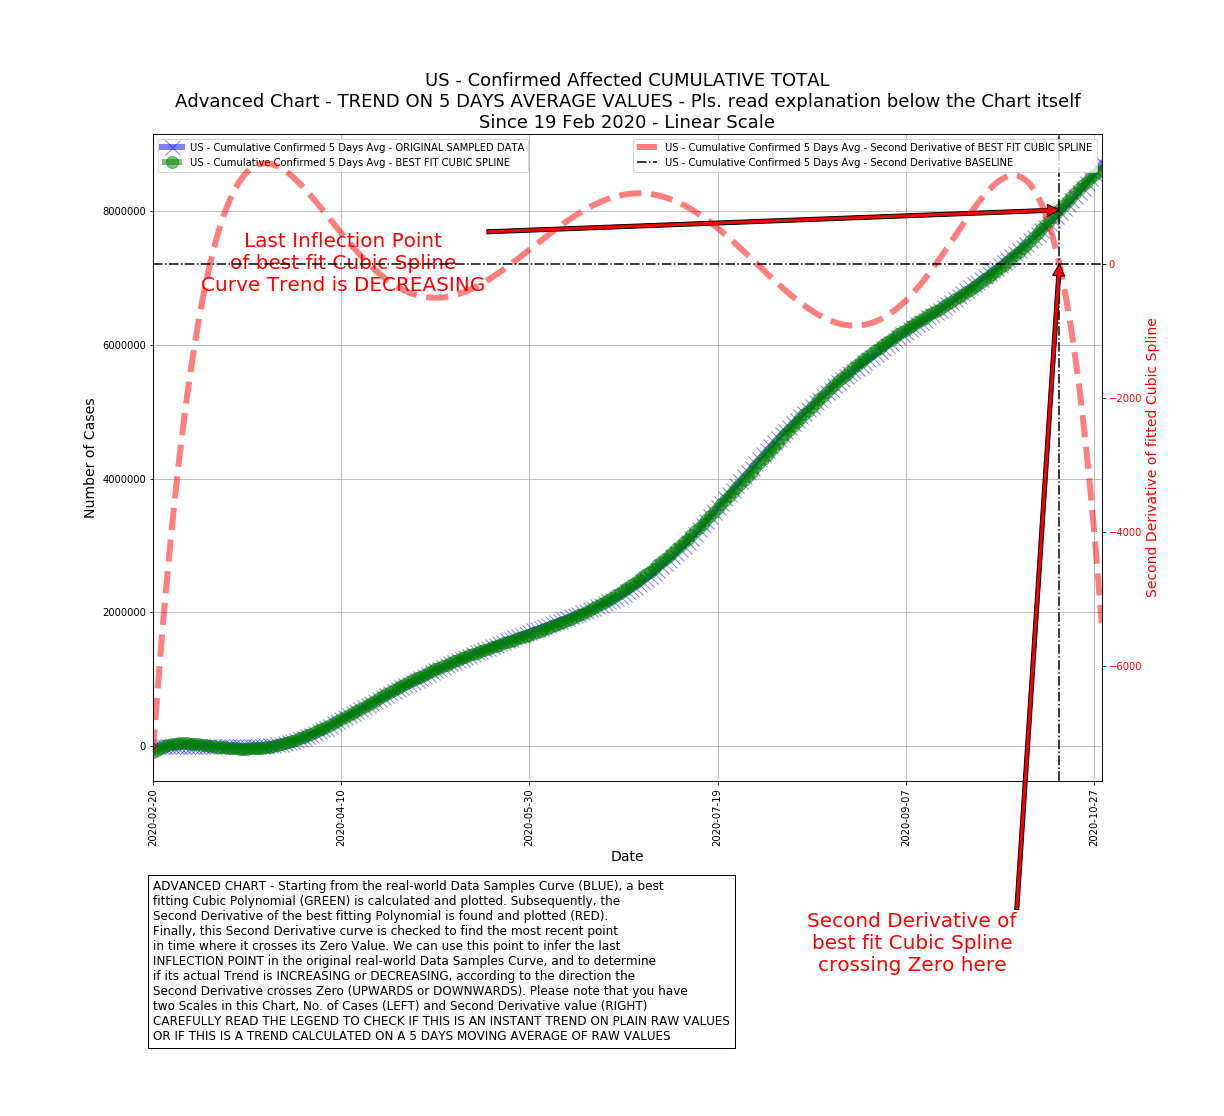 US - Confirmed Affected CUMULATIVE TOTAL
Advanced Chart - TREND ON 5 DAYS AVERAGE VALUES - Pls. read explanation below the Chart itself
Since 19 Feb 2020 - Linear Scale
US - Cumulative Confirmed 5 Days Avg - ORIGINAL SAMPLED DATA
US - Cumulative Confirmed 5 Days Avg - BEST FIT CUBIC SPLINE
US - Cumulative Confirmed 5 Days Avg - Second Derivative of BEST FIT CUBIC SPLINE
US - Cumulative Confirmed 5 Days Avg - Second Derivative BASELINE
Last Inflection Point
of best fit Cubic Spline
Curve Trend is DECREASING
8000000
6000000
4000000
2000000
0
Number of Cases
0
−2000
−4000
−6000
Second Derivative of fitted Cubic Spline
2020-02-20
2020-04-10
2020-05-30
2020-07-19
2020-09-07
2020-10-27
Date
ADVANCED CHART - Starting from the real-world Data Samples Curve (BLUE), a best
fitting Cubic Polynomial (GREEN) is calculated and plotted. Subsequently, the
Second Derivative of the best fitting Polynomial is found and plotted (RED).
Finally, this Second Derivative curve is checked to find the most recent point
in time where it crosses its Zero Value. We can use this point to infer the last
INFLECTION POINT in the original real-world Data Samples Curve, and to determine
if its actual Trend is INCREASING or DECREASING, according to the direction the
Second Derivative crosses Zero (UPWARDS or DOWNWARDS). Please note that you have
two Scales in this Chart, No. of Cases (LEFT) and Second Derivative value (RIGHT)
CAREFULLY READ THE LEGEND TO CHECK IF THIS IS AN INSTANT TREND ON PLAIN RAW VALUES
OR IF THIS IS A TREND CALCULATED ON A 5 DAYS MOVING AVERAGE OF RAW VALUES
Second Derivative of
best fit Cubic Spline
crossing Zero here